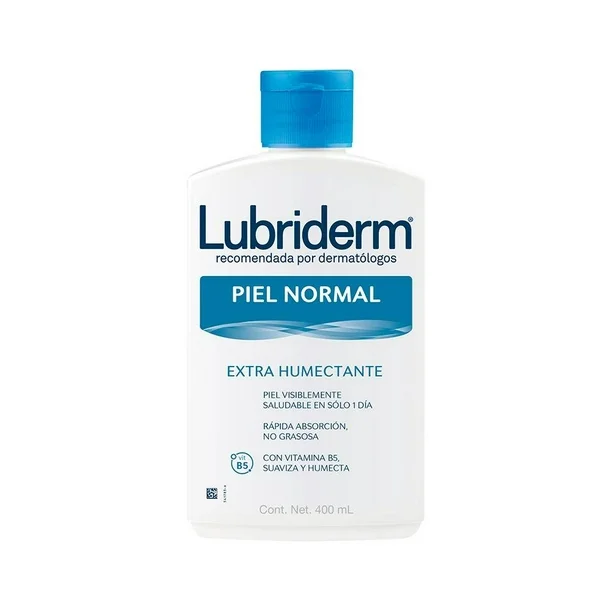 Lubriderm®
recomendada por dermatólogos
PIEL NORMAL
EXTRA HUMECTANTE
PIEL VISIBLEMENTE
SALUDABLE EN SÓLO 1 DÍA
RÁPIDA ABSORCIÓN,
NO GRASOSA
vit
B5
CON VITAMINA B5,
SUAVIZA Y HUMECTA
Cont. Net. 400 mL